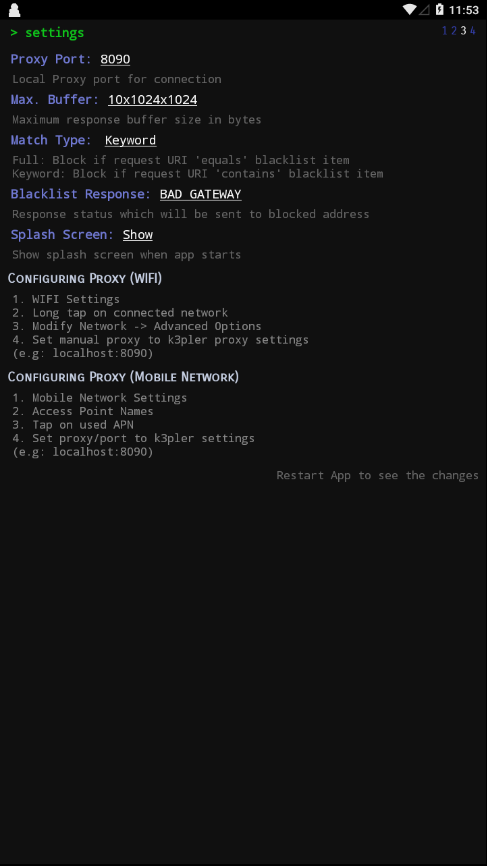 11:53
> settings
1 2 3 4
Proxy Port: 8090
Local Proxy port for connection
Max. Buffer: 10x1024x1024
Maximum response buffer size in bytes
Match Type: Keyword
Full: Block if request URI 'equals' blacklist item
Keyword: Block if request URI 'contains' blacklist item
Blacklist Response: BAD_GATEWAY
Response status which will be sent to blocked address
Splash Screen: Show
Show splash screen when app starts
Configuring Proxy (WIFI)
1. WIFI Settings
2. Long tap on connected network
3. Modify Network -> Advanced Options
4. Set manual proxy to k3pler proxy settings
(e.g: localhost:8090)
Configuring Proxy (Mobile Network)
1. Mobile Network Settings
2. Access Point Names
3. Tap on used APN
4. Set proxy/port to k3pler settings
(e.g: localhost:8090)
Restart App to see the changes